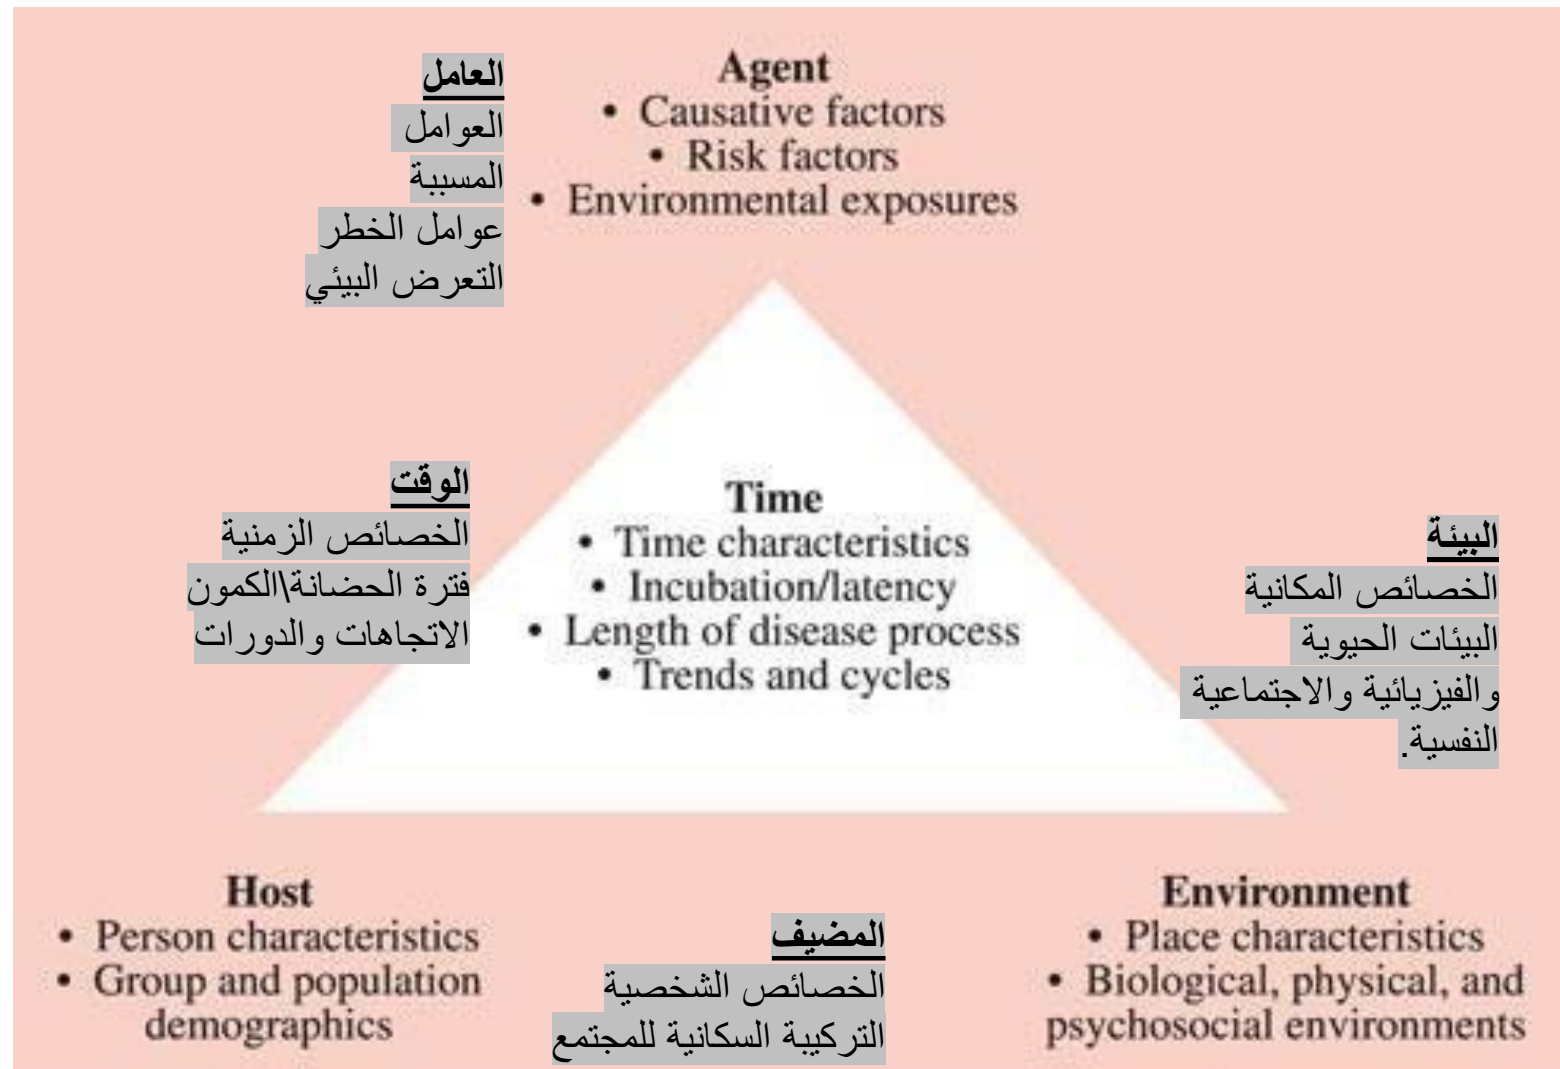 العامل
العوامل
المسببة
عوامل الخطر
التعرض البيئي
Agent
• Causative factors
• Risk factors
• Environmental exposures
الوقت
الخصائص الزمنية
فترة الحضانة\الكمون
الاتجاهات والدورات
Time
• Time characteristics
• Incubation/latency
• Length of disease process
• Trends and cycles
البيئة
الخصائص المكانية
البيئات الحيوية
والفيزيائية والاجتماعية
النفسية.
Host
• Person characteristics
• Group and population
demographics
المضيف
الخصائص الشخصية
التركيبة السكانية للمجتمع
Environment
• Place characteristics
• Biological, physical, and
psychosocial environments